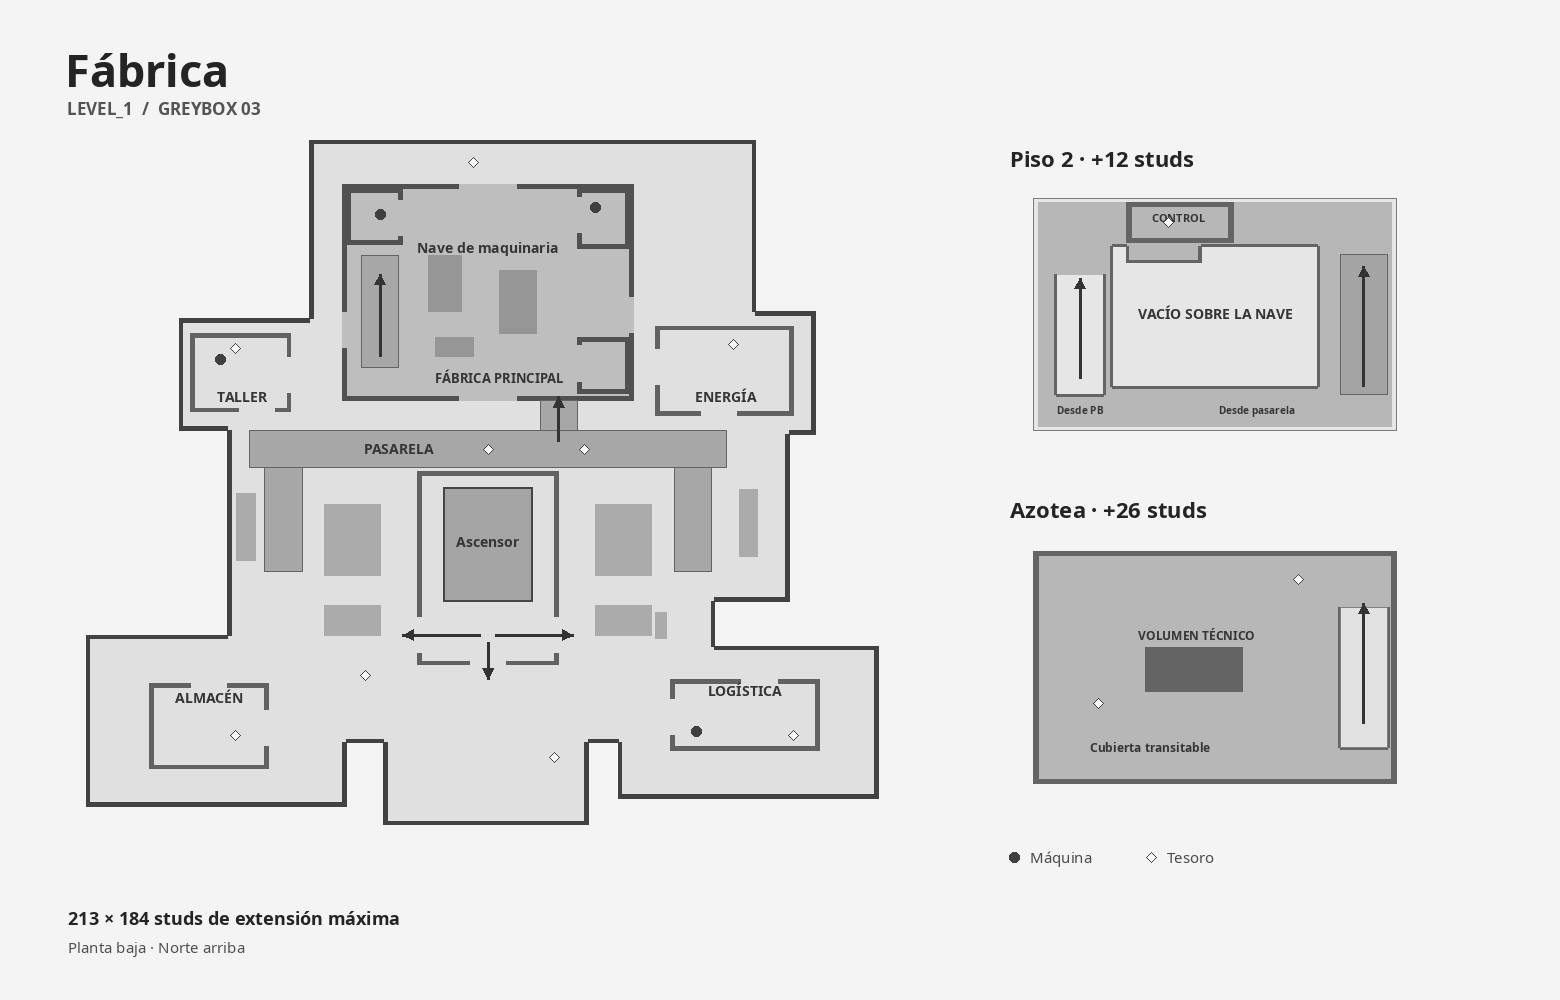 Fábrica
LEVEL_1 / GREYBOX 03
Nave de maquinaria
FÁBRICA PRINCIPAL
TALLER
ENERGÍA
PASARELA
Ascensor
ALMACÉN
LOGÍSTICA
Piso 2 · +12 studs
CONTROL
VACÍO SOBRE LA NAVE
Desde PB
Desde pasarela
Azotea · +26 studs
VOLUMEN TÉCNICO
Cubierta transitable
Máquina
Tesoro
213 × 184 studs de extensión máxima
Planta baja · Norte arriba